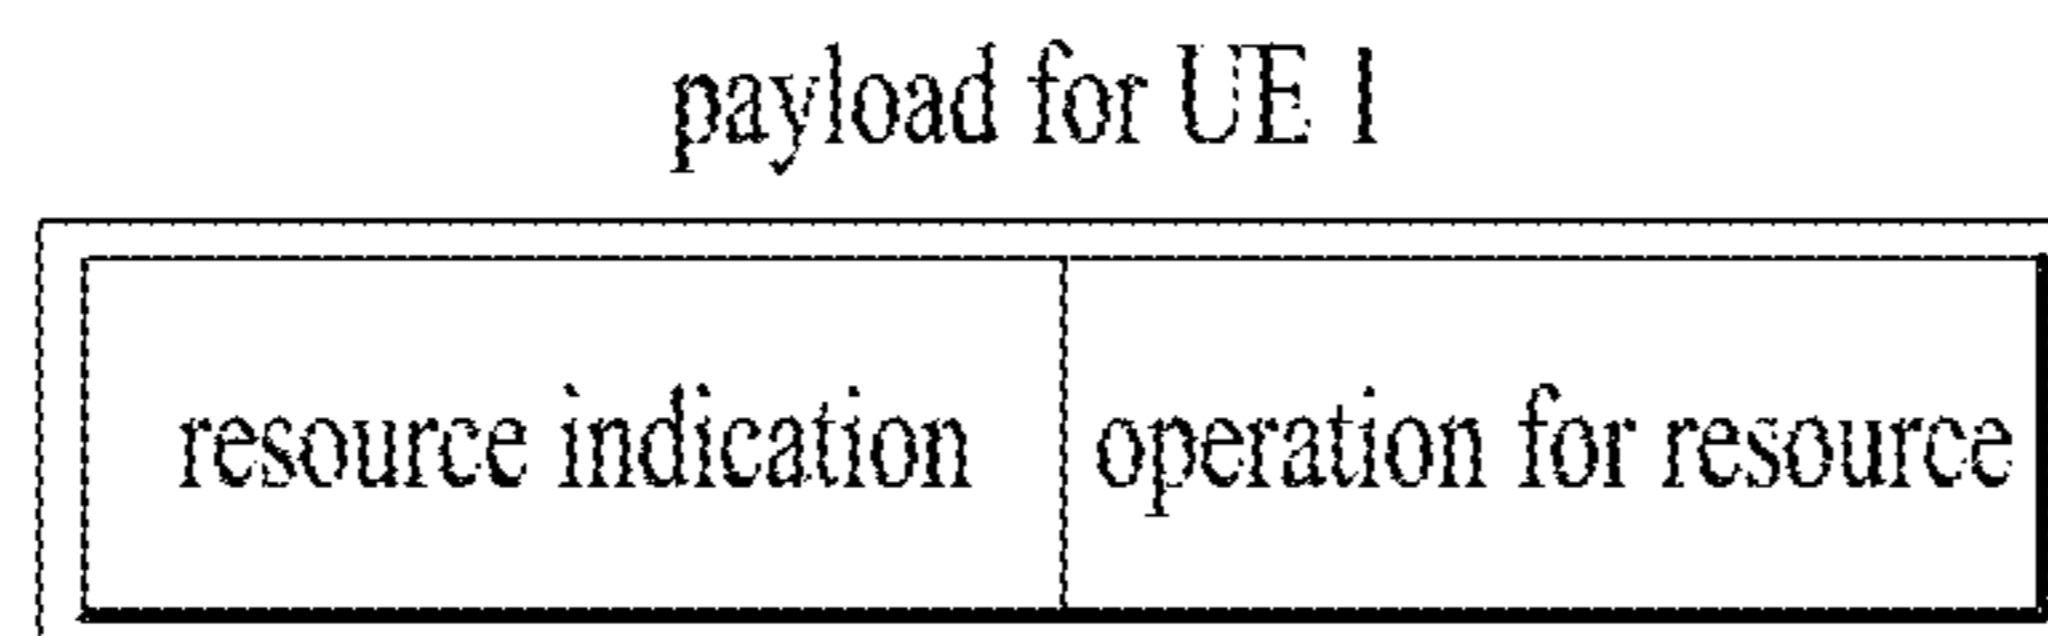 payload for UE 1
resource indication
operation for resource